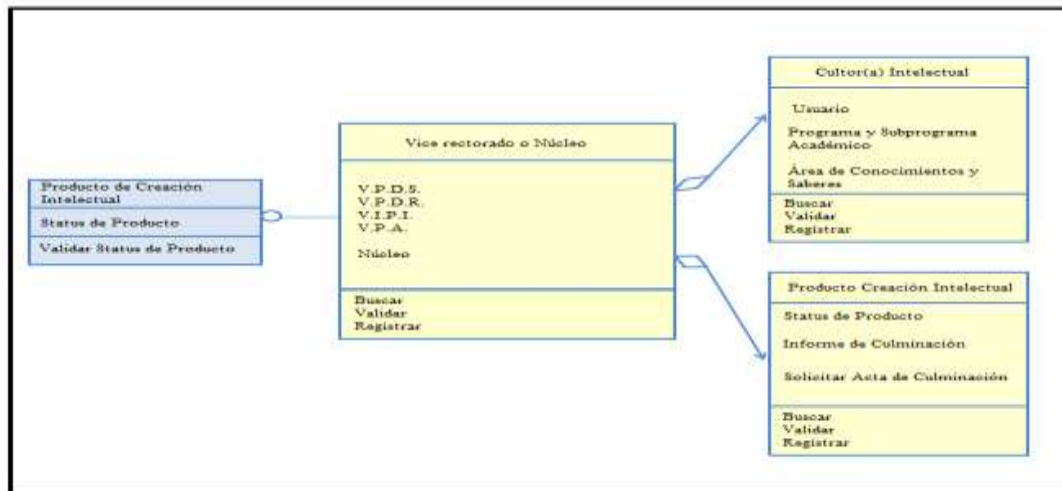 Producto de Creación
Intelectual
Status de Producto
Validar Status de Producto
Vice rectorado o Núcleo
V.P.D.S.
V.P.D.R.
V.I.P.I.
V.P.A.
Núcleo
Buscar
Validar
Registrar
Cultor(a) Intelectual
Usuario
Programa y Subprograma
Académico
Área de Conocimientos y
Saberes
Buscar
Validar
Registrar
Producto Creación Intelectual
Status de Producto
Informe de Culminación
Solicitar Acta de Culminación
Buscar
Validar
Registrar